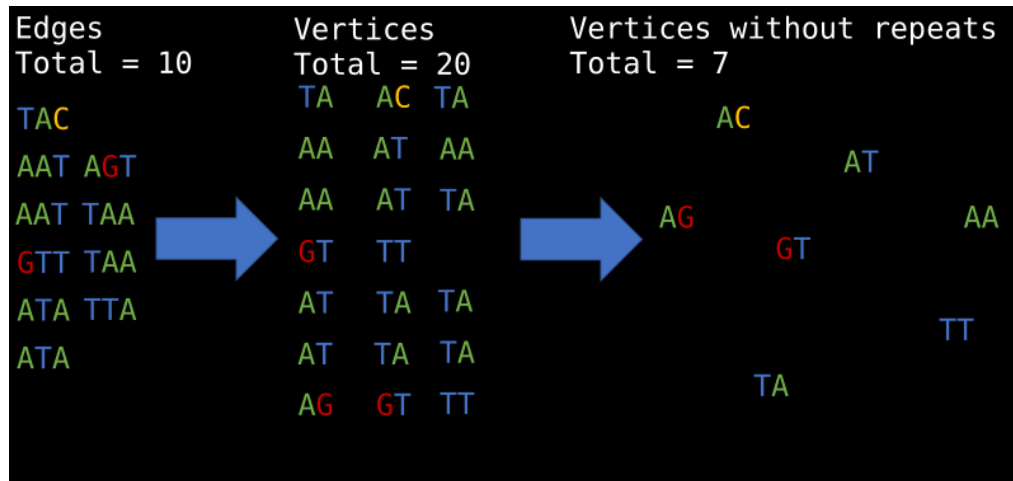 Edges
Total = 10
TAC
AAT AGT
AAT TAA
GTT TAA
ATA TTA
ATA
Vertices
Total = 20
TA AC TA
AA AT AA
AA AT TA
GT TT
AT TA TA
AT TA TA
AG GT TT
Vertices without repeats
Total = 7
AC
AT
AG
AA
GT
TT
TA